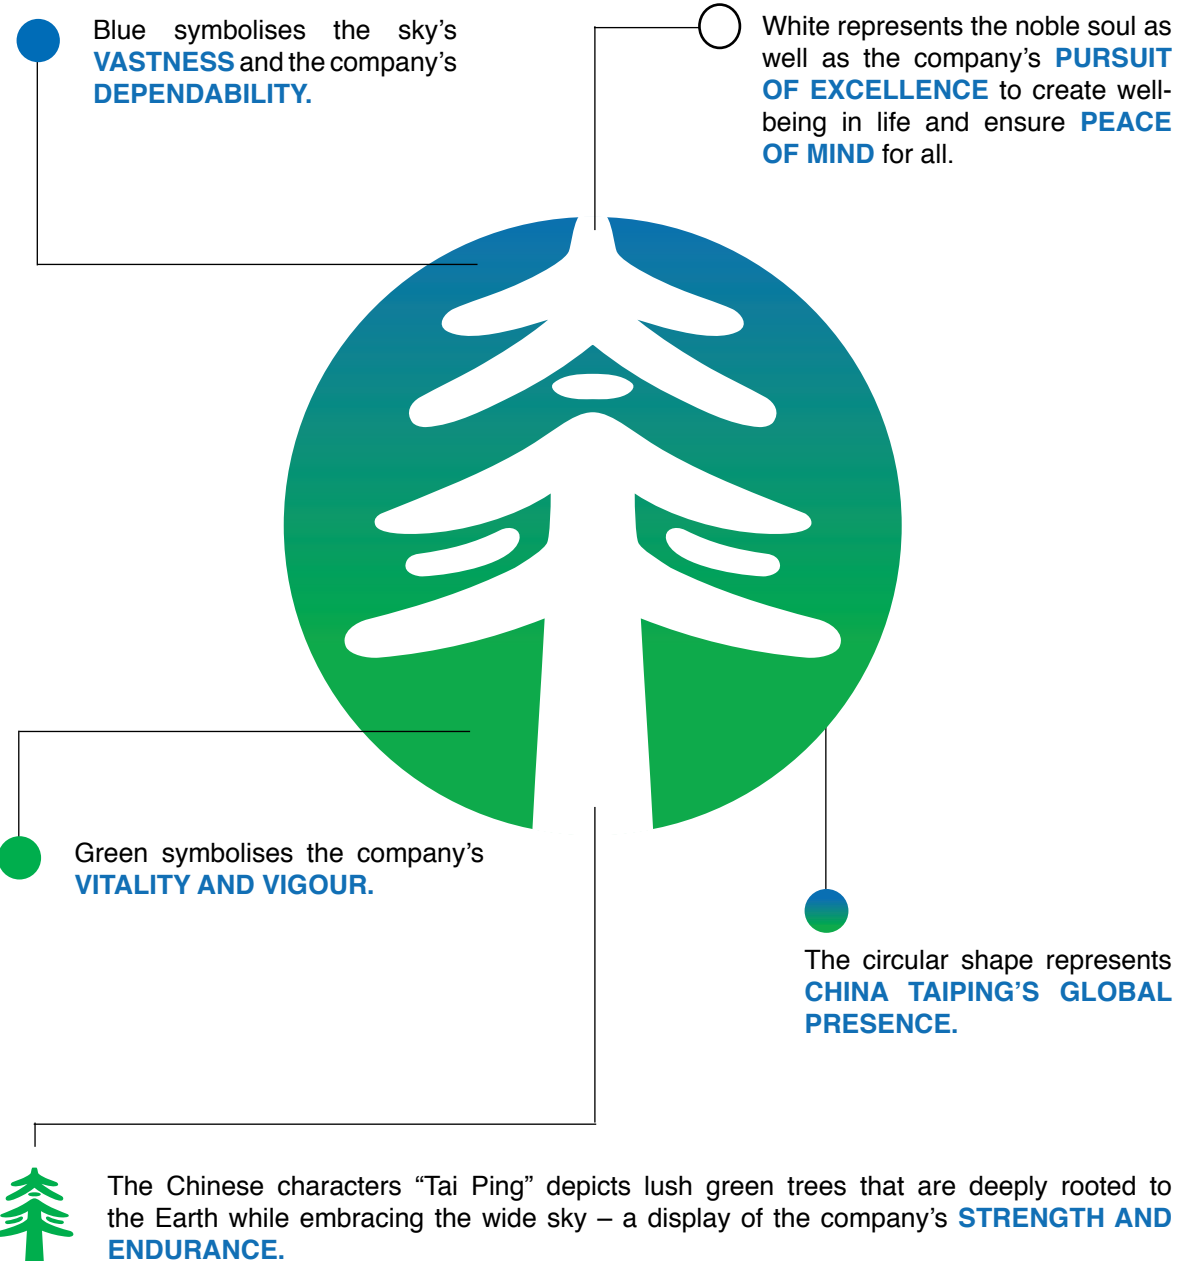 Blue symbolises the sky's
VASTNESS and the company's
DEPENDABILITY.
White represents the noble soul as
well as the company's PURSUIT
OF EXCELLENCE to create well-
being in life and ensure PEACE
OF MIND for all.
Green symbolises the company's
VITALITY AND VIGOUR.
The circular shape represents
CHINA TAIPING'S GLOBAL
PRESENCE.
The Chinese characters “Tai Ping” depicts lush green trees that are deeply rooted to
the Earth while embracing the wide sky – a display of the company's STRENGTH AND
ENDURANCE.